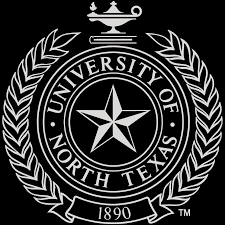 UNIVERSITY OF
NORTH TEXAS
1890
TM